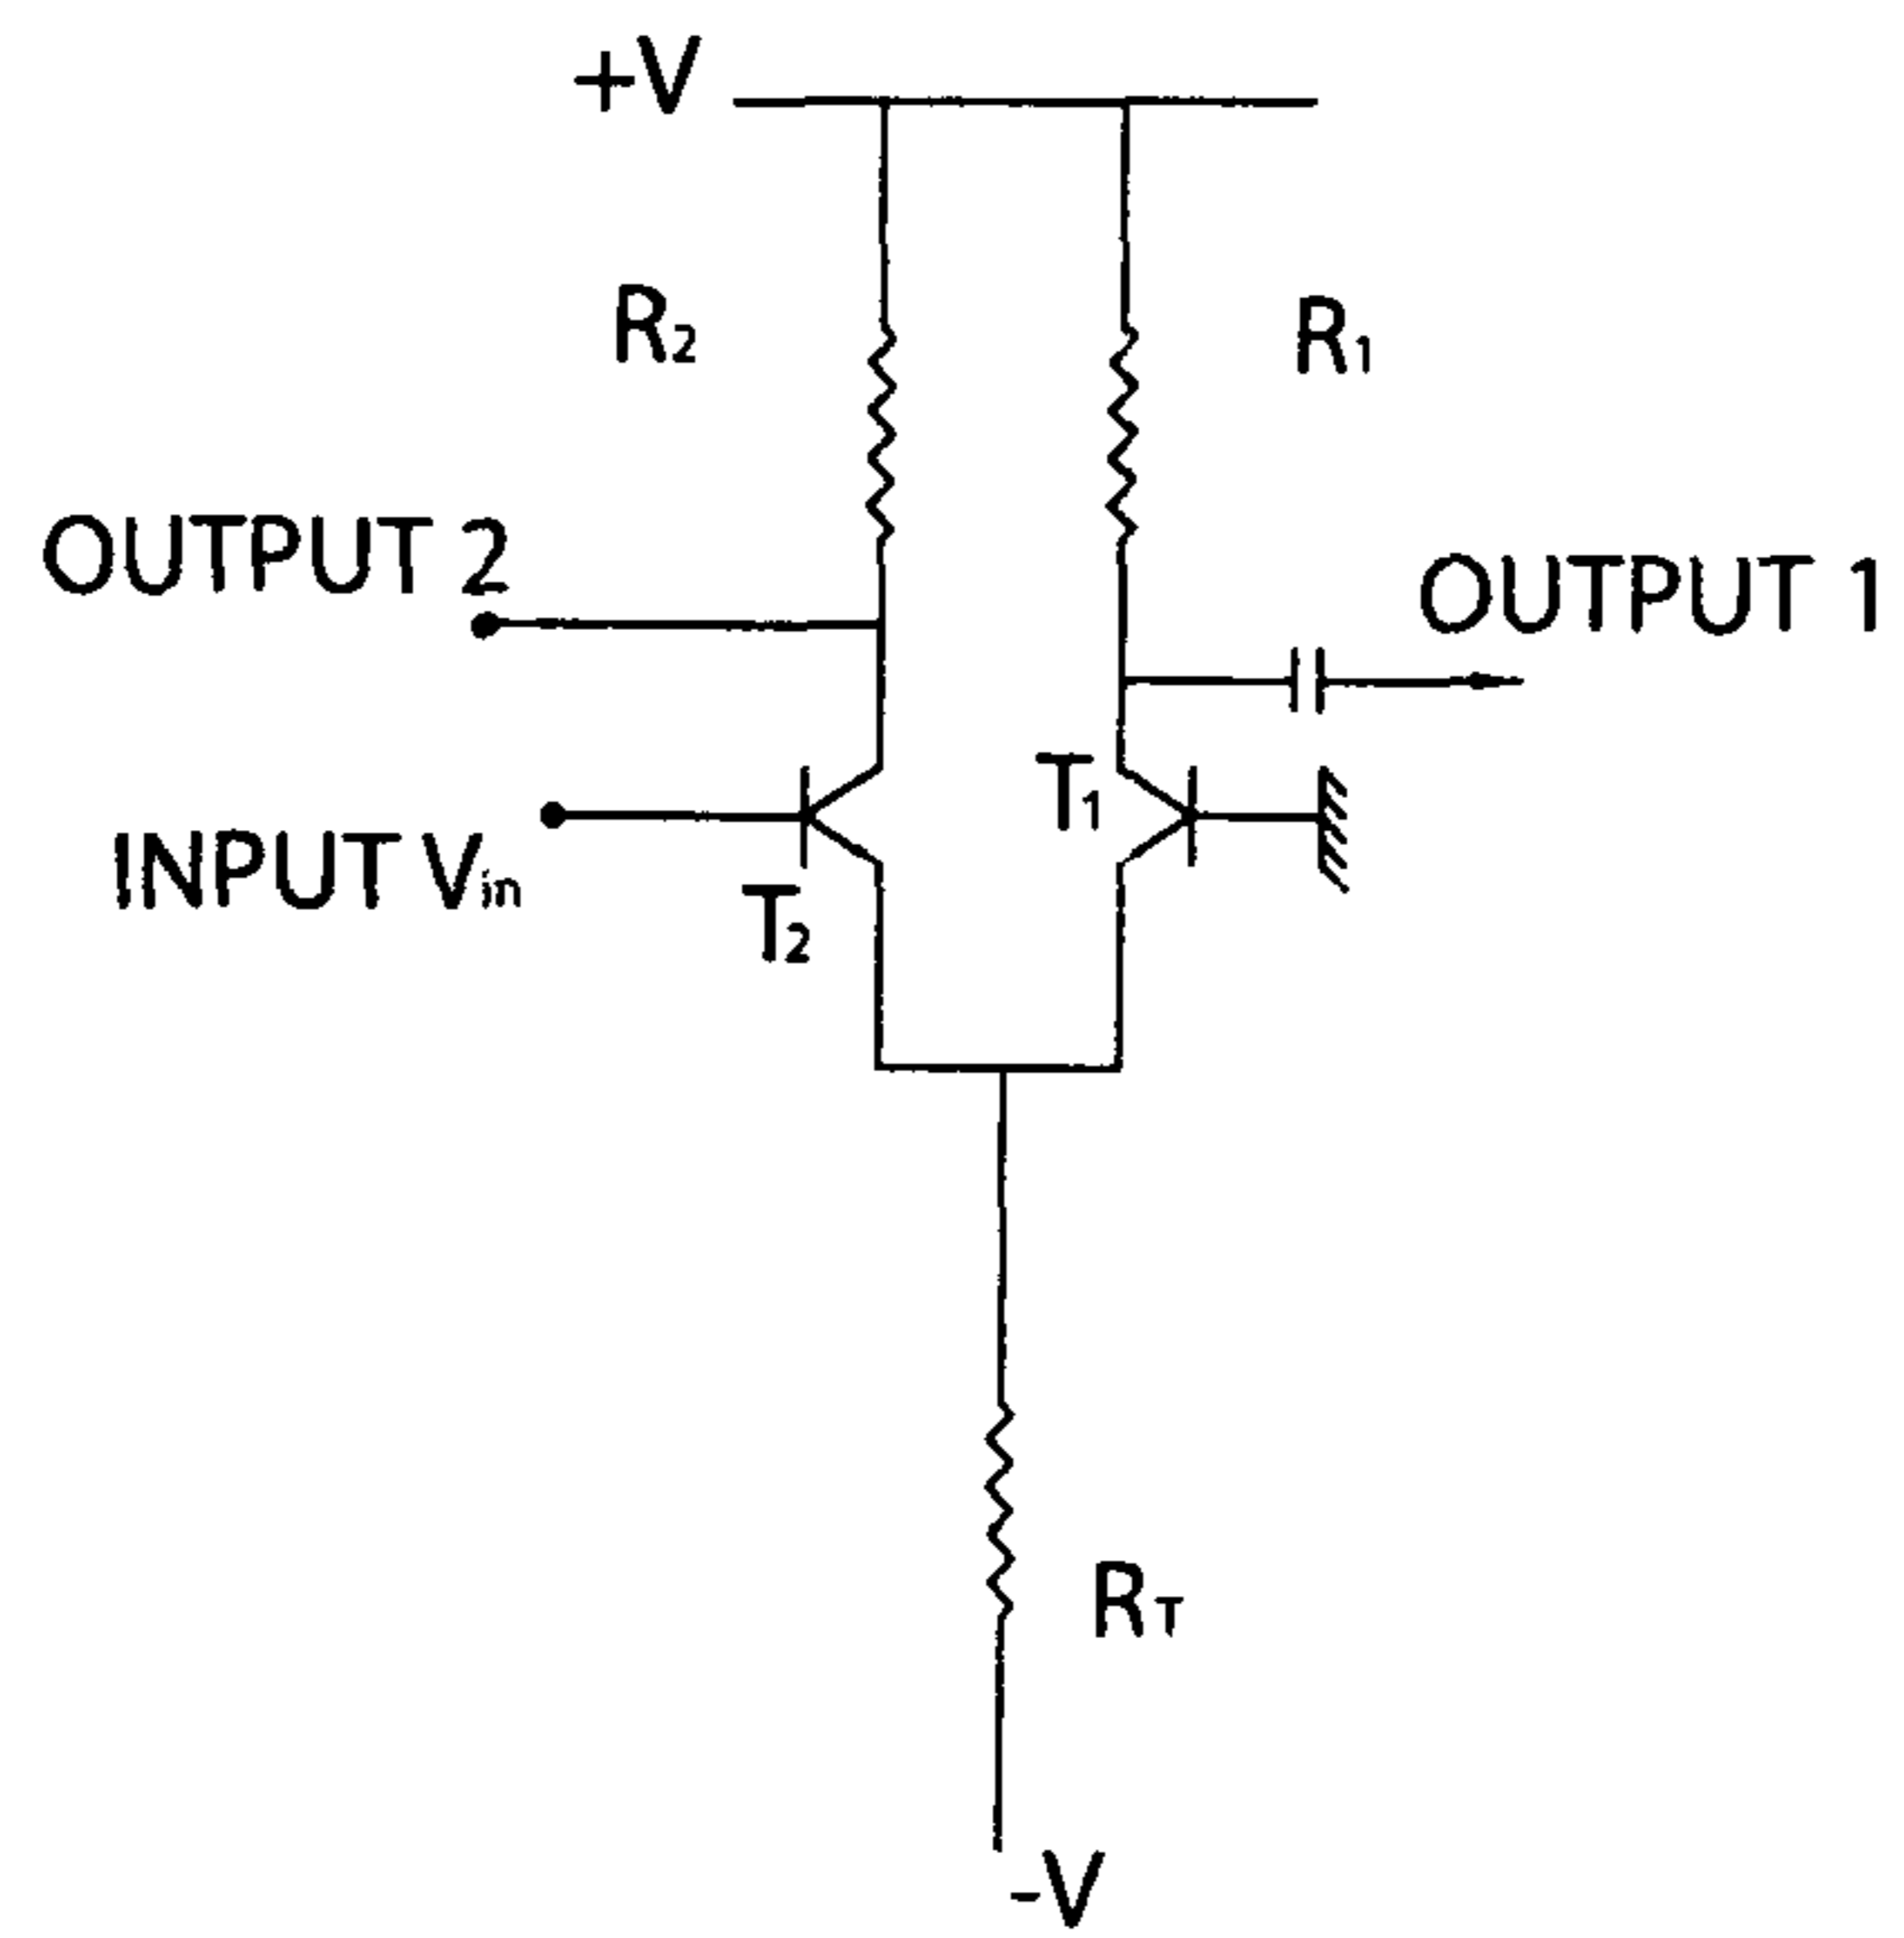 +V
R2
R1
OUTPUT 2
OUTPUT 1
T1
INPUT Vin
T2
RT
-V